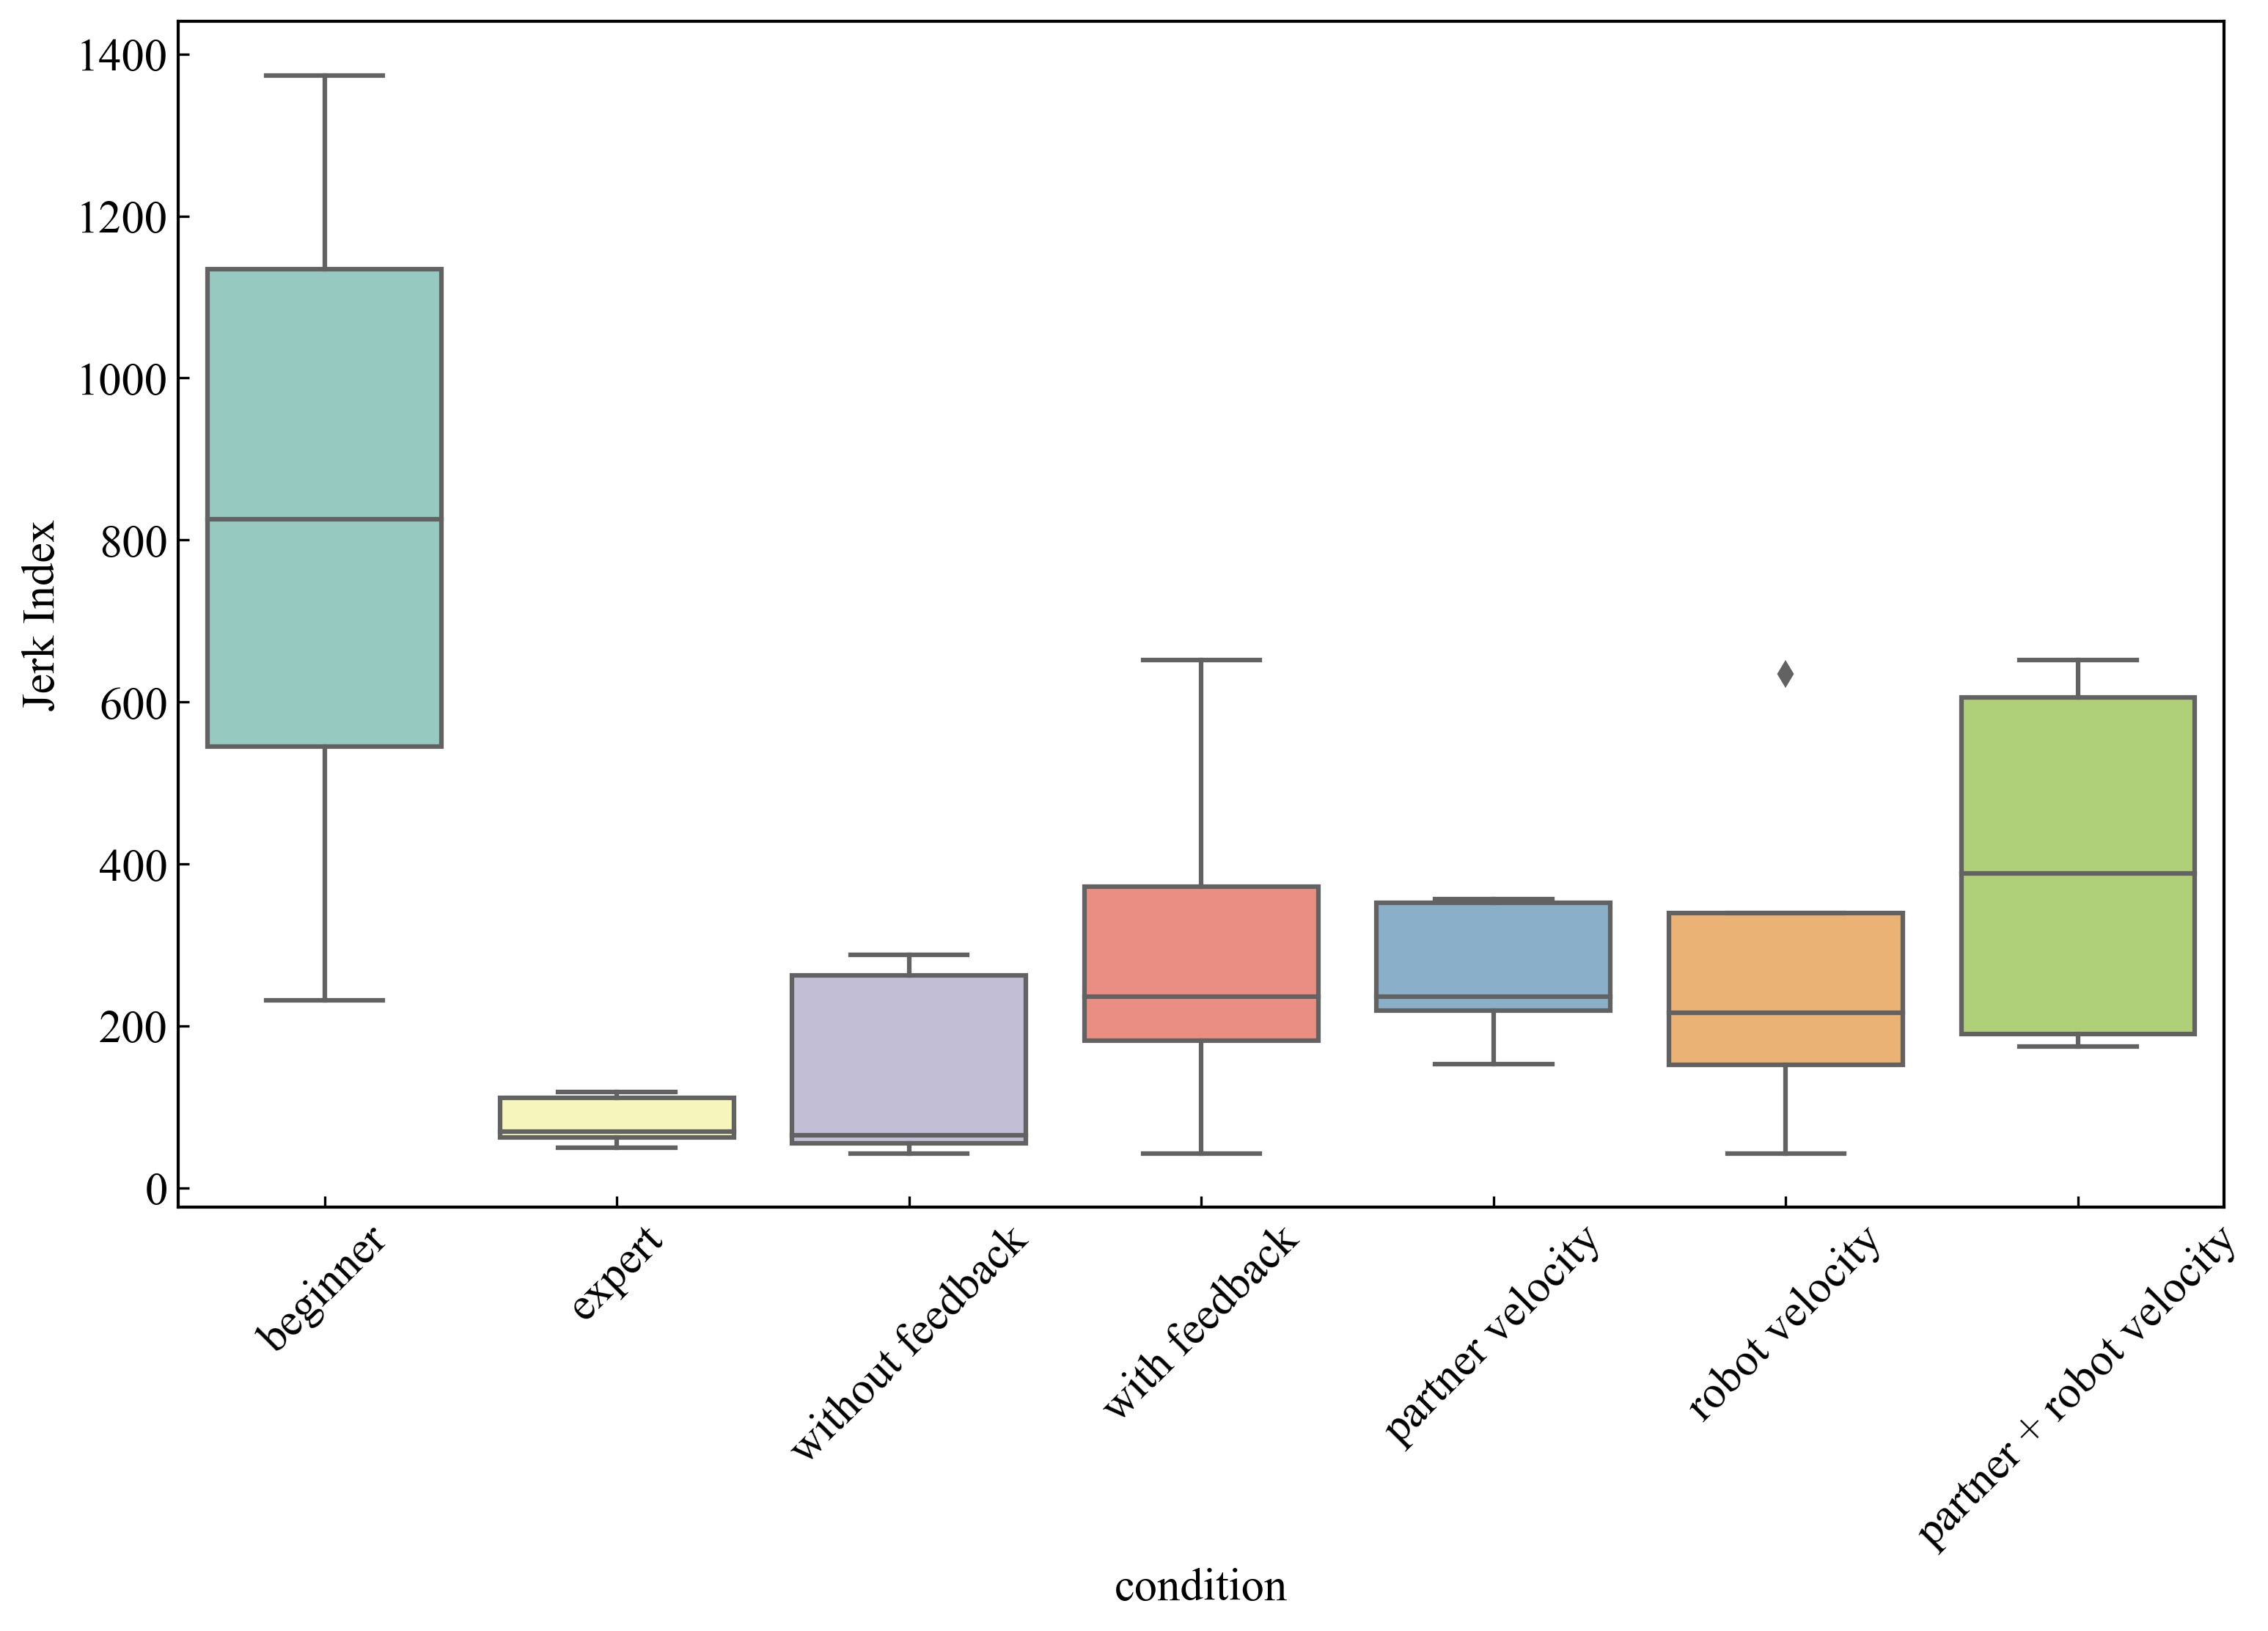 1400
1200
1000
800
600
400
200
0
Jerk Index
beginner
expert
without feedback
with feedback
partner velocity
robot velocity
partner + robot velocity
condition